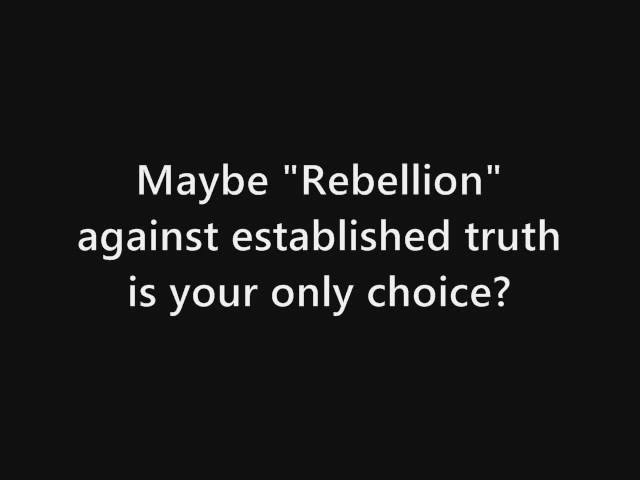 Maybe "Rebellion"
against established truth
is your only choice?